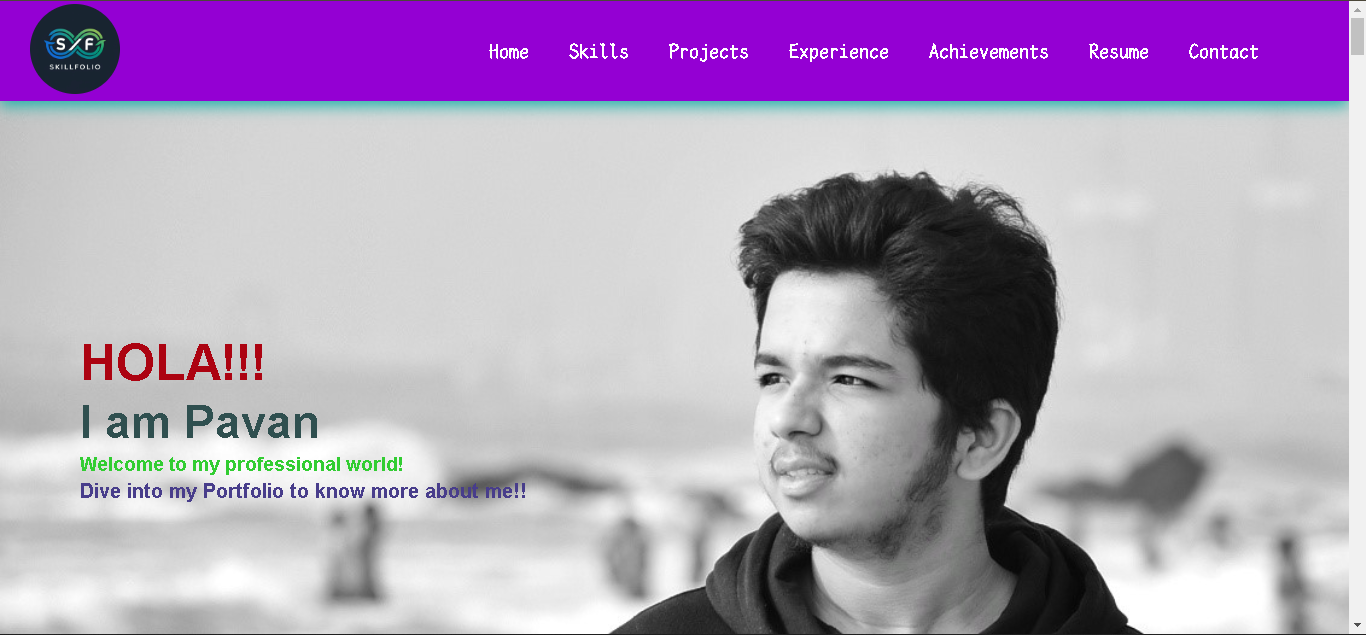 SXF
SKILLFOLIO
Home Skills Projects Experience Achievements Resume Contact
HOLA!!!
I am Pavan
Welcome to my professional world!
Dive into my Portfolio to know more about me!!